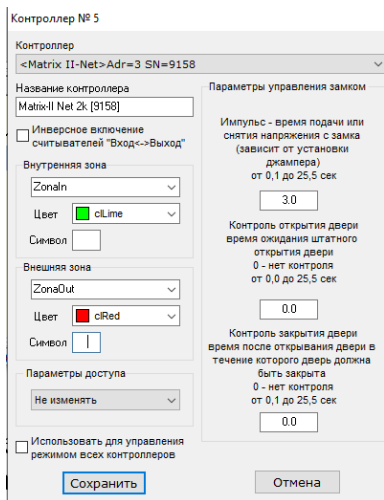 Контроллер № 5
Контроллер
<Matrix II-Net>Adr=3 SN=9158
Название контроллера
Matrix-II Net 2k [9158]
Инверсное включение
считывателей "Вход<->Выход"
Внутренняя зона
ZonaIn
Цвет clLime
Символ
Внешняя зона
ZonaOut
Цвет clRed
Символ
Параметры доступа
Не изменять
Использовать для управления
режимом всех контроллеров
Параметры управления замком
Импульс - время подачи или
снятия напряжения с замка
(зависит от установки
джампера)
от 0,1 до 25,5 сек
3.0
Контроль открытия двери
время ожидания штатного
открытия двери
0 - нет контроля
от 0,0 до 25,5 сек
0.0
Контроль закрытия двери
время после открывания двери в
течение которого дверь должна
быть закрыта
0 - нет контроля
от 0,1 до 25,5 сек
0.0
Сохранить
Отмена